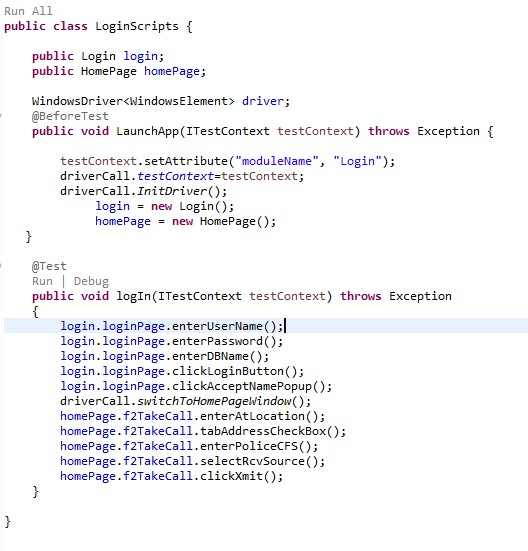 Run All
public class LoginScripts {
public Login login;
public HomePage homePage;
WindowsDriver<WindowsElement> driver;
@BeforeTest
public void LaunchApp(ITestContext testContext) throws Exception {
testContext.setAttribute("moduleName", "Login");
driverCall.testContext=testContext;
driverCall.InitDriver();
login = new Login();
homePage = new HomePage();
}
@Test
Run | Debug
public void logIn(ITestContext testContext) throws Exception
{
login.loginPage.enterUserName();
login.loginPage.enterPassword();
login.loginPage.enterDBName();
login.loginPage.clickLoginButton();
login.loginPage.clickAcceptNamePopup();
driverCall.switchToHomePageWindow();
homePage.f2TakeCall.enterAtLocation();
homePage.f2TakeCall.tabAddressCheckBox();
homePage.f2TakeCall.enterPoliceCFS();
homePage.f2TakeCall.selectRcvSource();
homePage.f2TakeCall.clickXmit();
}
}